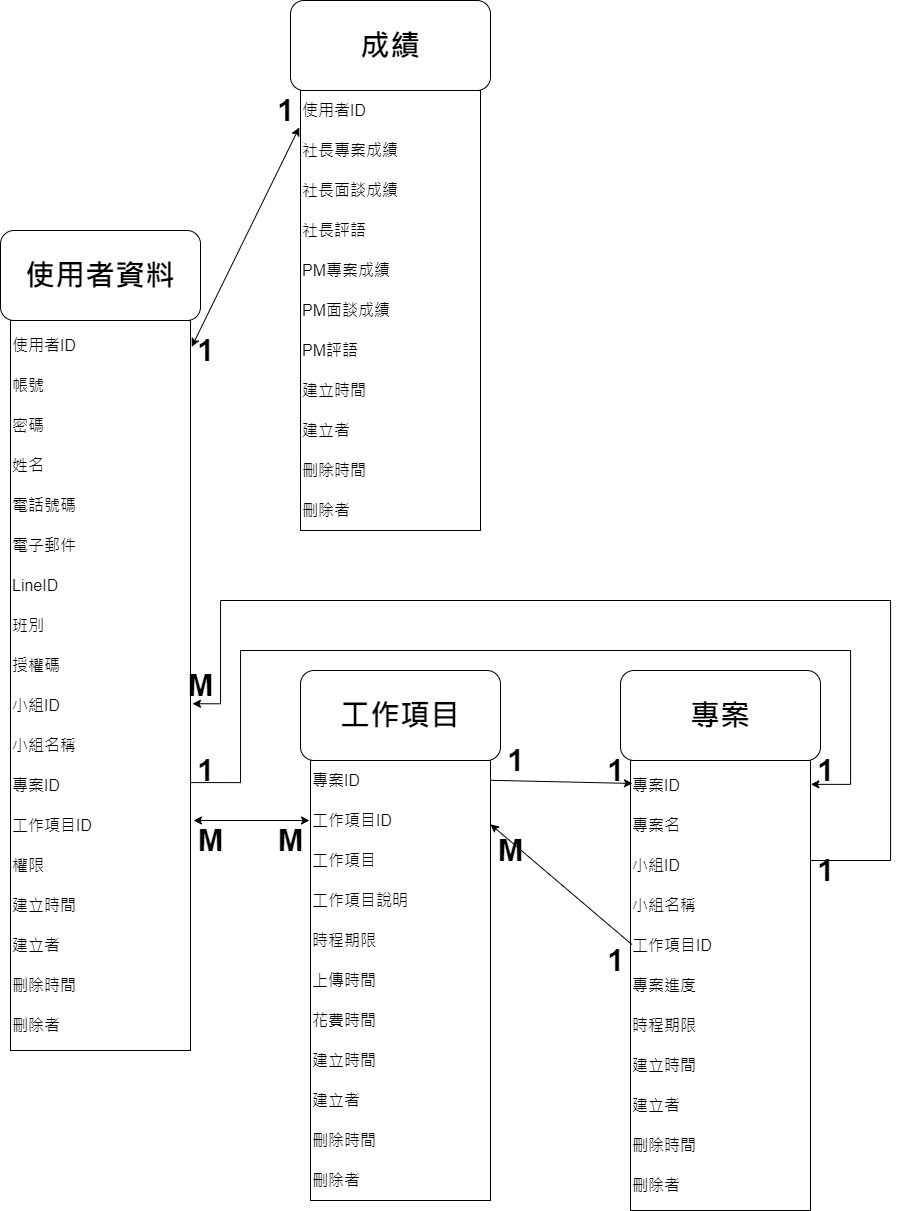 成績
1
使用者ID
社長專案成績
社長面談成績
社長評語
PM專案成績
PM面談成績
PM評語
建立時間
建立者
刪除時間
刪除者
使用者資料
1
使用者ID
帳號
密碼
姓名
電話號碼
電子郵件
LineID
班別
授權碼
小組ID
小組名稱
專案ID
工作項目ID
權限
建立時間
建立者
刪除時間
刪除者
M
1
M
工作項目
1
M
M
專案ID
工作項目ID
工作項目
工作項目說明
時程期限
上傳時間
花費時間
建立時間
建立者
刪除時間
刪除者
專案
1
1
1
1
專案ID
專案名
小組ID
小組名稱
工作項目ID
專案進度
時程期限
建立時間
建立者
刪除時間
刪除者